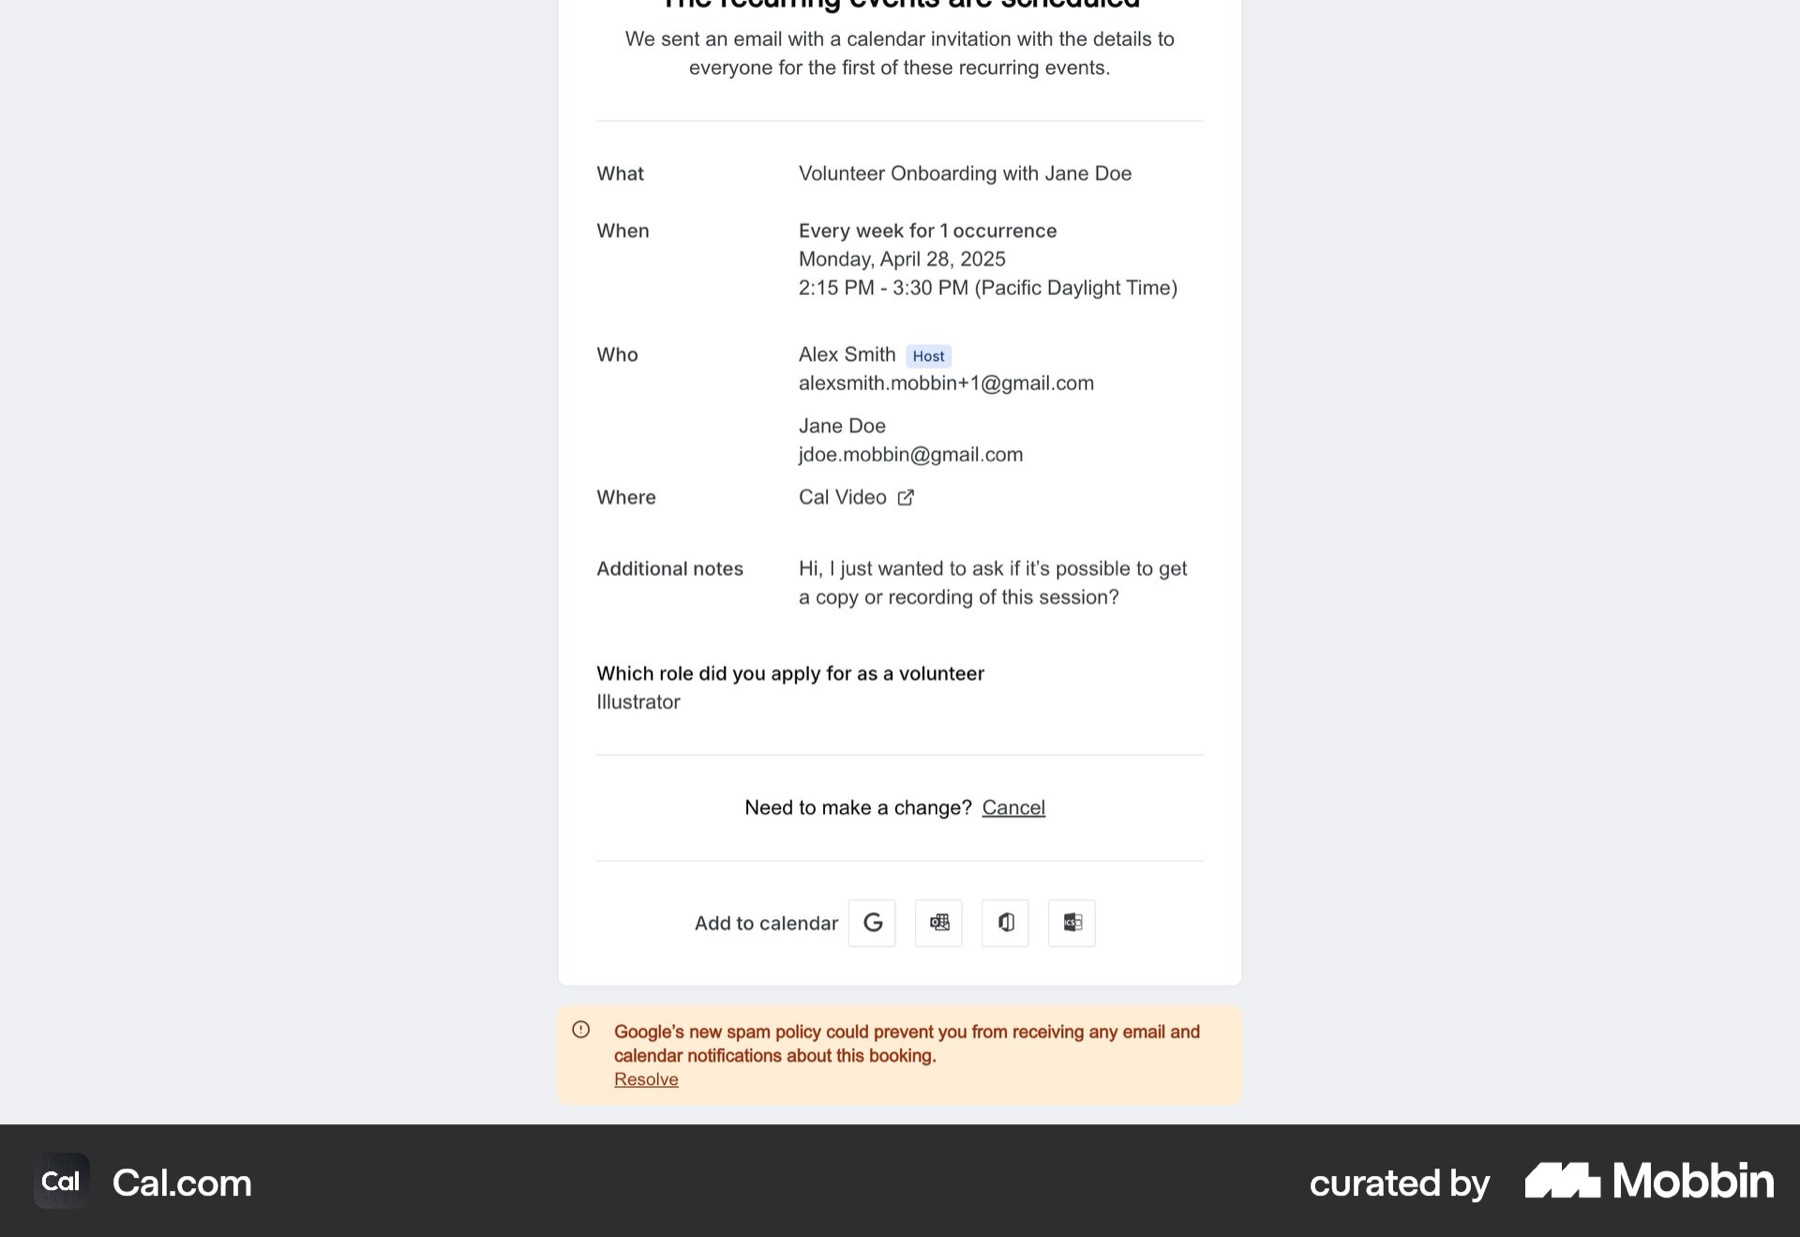 The recurring events are scheduled
We sent an email with a calendar invitation with the details to
everyone for the first of these recurring events.
What
Volunteer Onboarding with Jane Doe
When
Every week for 1 occurrence
Monday, April 28, 2025
2:15 PM - 3:30 PM (Pacific Daylight Time)
Who
Alex Smith Host
alexsmith.mobbin+1@gmail.com
Jane Doe
jdoe.mobbin@gmail.com
Where
Cal Video
Additional notes
Hi, I just wanted to ask if it's possible to get
a copy or recording of this session?
Which role did you apply for as a volunteer
Illustrator
Need to make a change? Cancel
Add to calendar G ICS
Google's new spam policy could prevent you from receiving any email and
calendar notifications about this booking.
Resolve
Cal Cal.com
curated by Mobbin